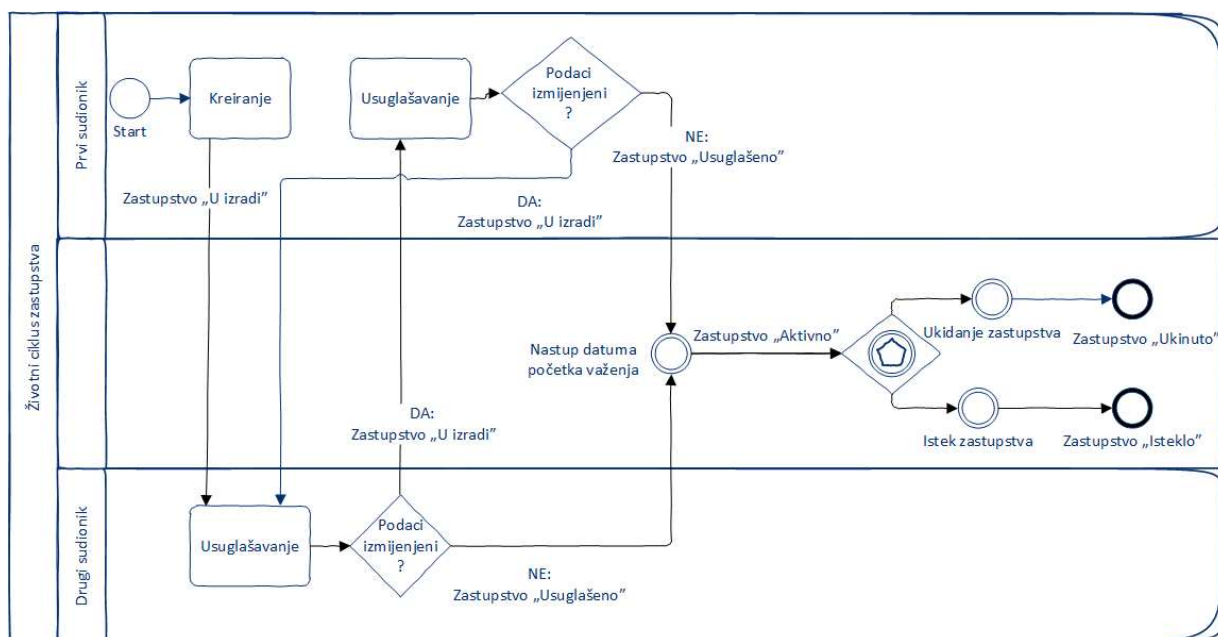 Životni ciklus zastupstva
Prvi sudionik
Start
Kreiranje
Zastupstvo „U izradi”
Usuglašavanje
Podaci
izmijenjeni
?
NE:
Zastupstvo „Usuglašeno”
DA:
Zastupstvo „U izradi”
Nastup datuma
početka važenja
Zastupstvo „Aktivno”
Ukidanje zastupstva
Zastupstvo „Ukinuto”
Istek zastupstva
Zastupstvo „Isteklo”
DA:
Zastupstvo „U izradi”
Drugi sudionik
Usuglašavanje
Podaci
izmijenjeni
?
NE:
Zastupstvo „Usuglašeno”